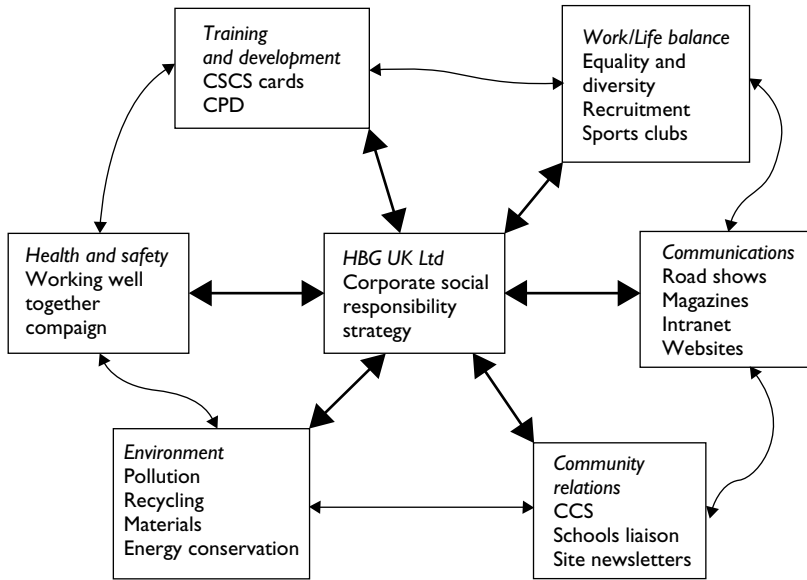 Training
and development
CSCS cards
CPD
Work/Life balance
Equality and
diversity
Recruitment
Sports clubs
Health and safety
Working well
together
compaign
HBG UK Ltd
Corporate social
responsibility
strategy
Communications
Road shows
Magazines
Intranet
Websites
Environment
Pollution
Recycling
Materials
Energy conservation
Community
relations
CCS
Schools liaison
Site newsletters